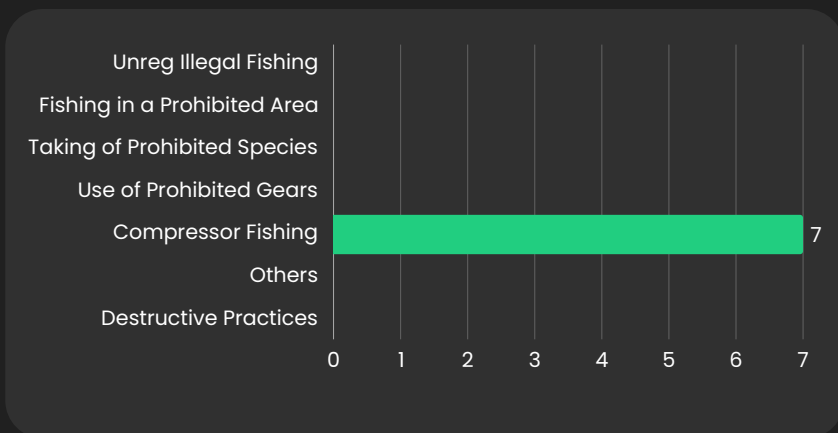 Unreg Illegal Fishing
Fishing in a Prohibited Area
Taking of Prohibited Species
Use of Prohibited Gears
Compressor Fishing
7
Others
Destructive Practices
0 1 2 3 4 5 6 7